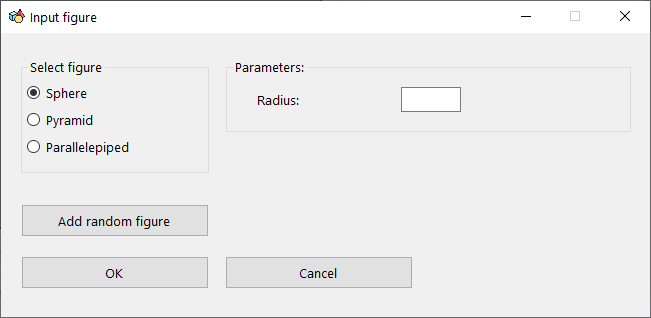 Input figure
Select figure
Sphere
Pyramid
Parallelepiped
Parameters:
Radius:
Add random figure
OK
Cancel